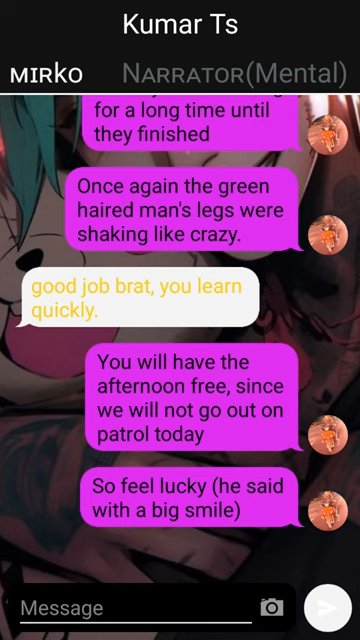 Kumar Ts
MIRKO
NARRATOR(Mental)
for a long time until
they finished
Once again the green
haired man's legs were
shaking like crazy.
good job brat, you learn
quickly.
You will have the
afternoon free, since
we will not go out on
patrol today
So feel lucky (he said
with a big smile)
Message